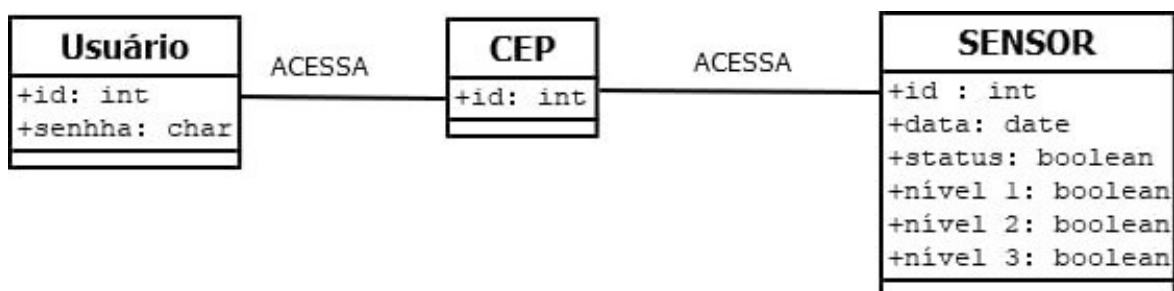 Usuário
+id: int
+senhha: char
ACESSA
CEP
+id: int
ACESSA
SENSOR
+id : int
+data: date
+status: boolean
+nível 1: boolean
+nível 2: boolean
+nível 3: boolean